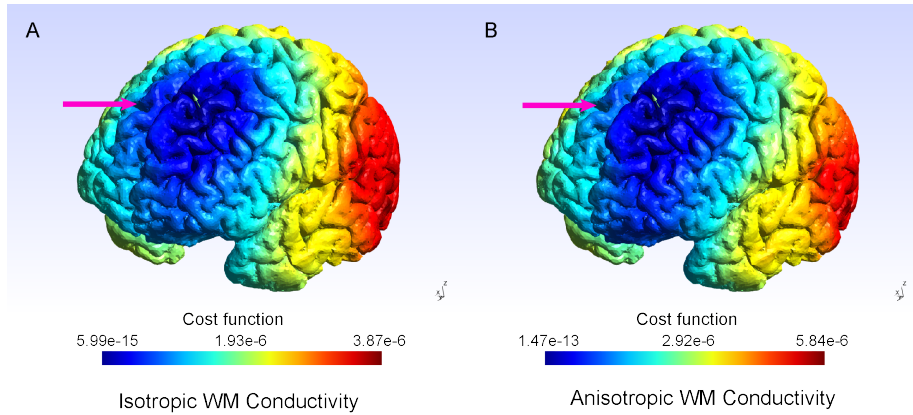 A
B
z
x
z
x
Cost function
5.99e-15 1.93e-6 3.87e-6
Cost function
1.47e-13 2.92e-6 5.84e-6
Isotropic WM Conductivity
Anisotropic WM Conductivity